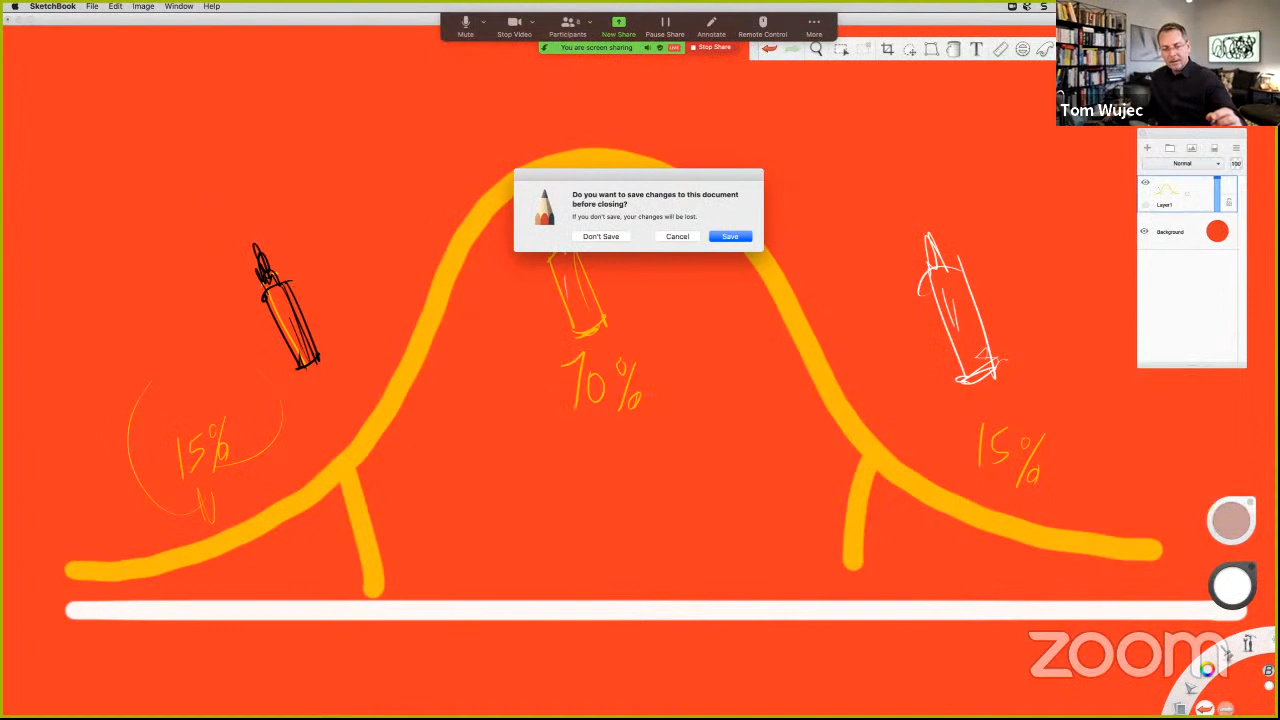 SketchBook File Edit Image Window Help
Mute Stop Video Participants 8 New Share Pause Share Annotate Remote Control More
You are screen sharing LIVE Stop Share
Tom Wujec
Normal 100
Layer1
Background
Do you want to save changes to this document
before closing?
If you don't save, your changes will be lost.
Don't Save Cancel Save
70%
15%
15%
zoom